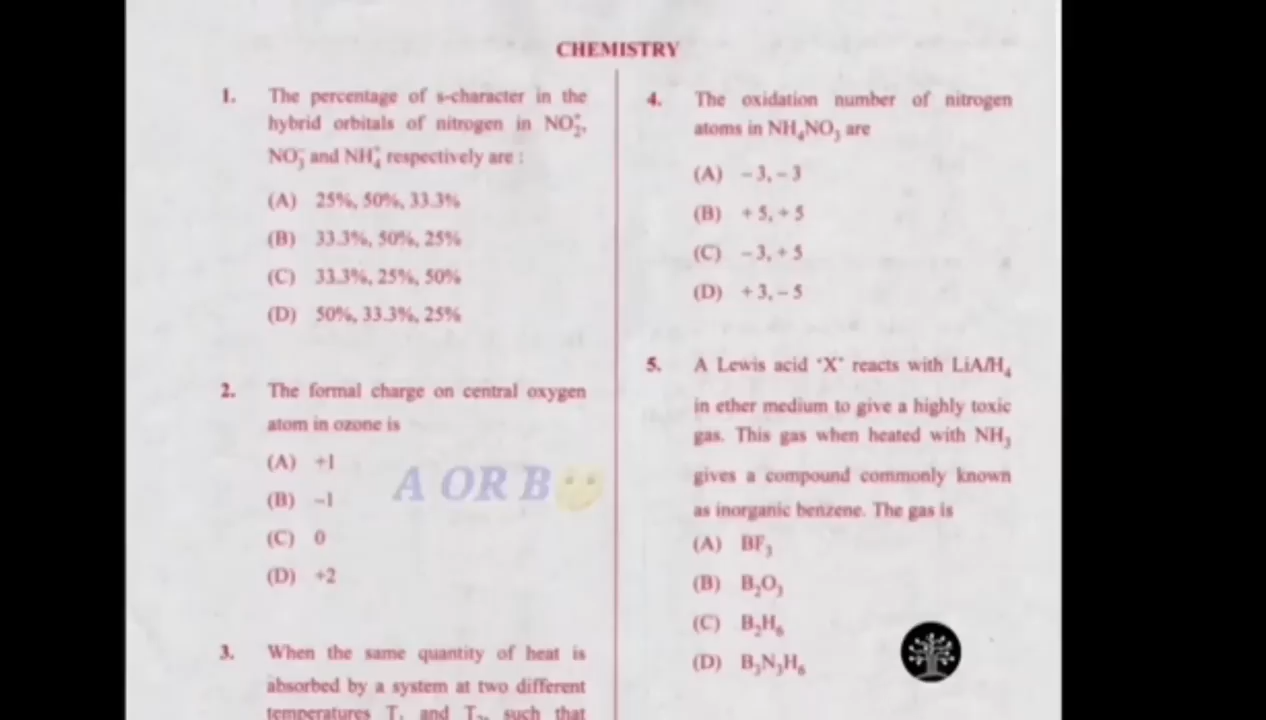 CHEMISTRY
1. The percentage of s-character in the
hybrid orbitals of nitrogen in NO₂⁺,
NO₃⁻ and NH₄⁺ respectively are :
(A) 25%, 50%, 33.3%
(B) 33.3%, 50%, 25%
(C) 33.3%, 25%, 50%
(D) 50%, 33.3%, 25%
2. The formal charge on central oxygen
atom in ozone is
(A) +1
(B) –1
(C) 0
(D) +2
A OR B
3. When the same quantity of heat is
absorbed by a system at two different
temperatures T₁ and T₂, such that
4. The oxidation number of nitrogen
atoms in NH₄NO₃ are
(A) – 3, – 3
(B) + 5, + 5
(C) – 3, + 5
(D) + 3, – 5
5. A Lewis acid 'X' reacts with LiAlH₄
in ether medium to give a highly toxic
gas. This gas when heated with NH₃
gives a compound commonly known
as inorganic benzene. The gas is
(A) BF₃
(B) B₂O₃
(C) B₂H₆
(D) B₃N₃H₆